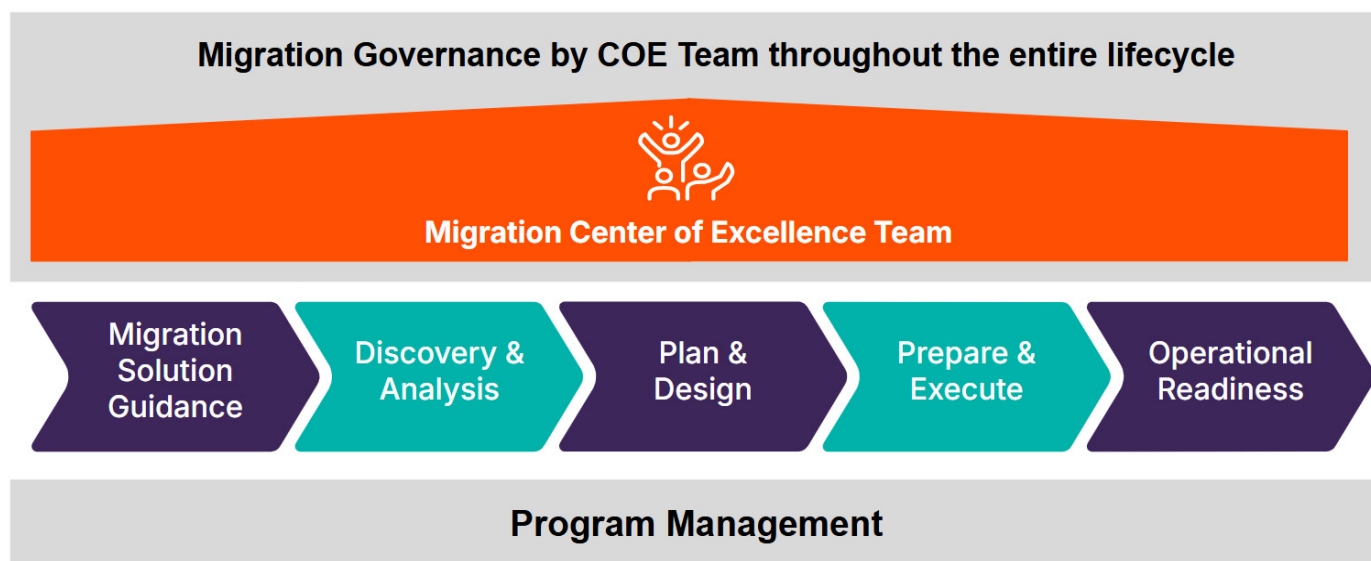 Migration Governance by COE Team throughout the entire lifecycle
Migration Center of Excellence Team
Migration
Solution
Guidance
Discovery &
Analysis
Plan &
Design
Prepare &
Execute
Operational
Readiness
Program Management